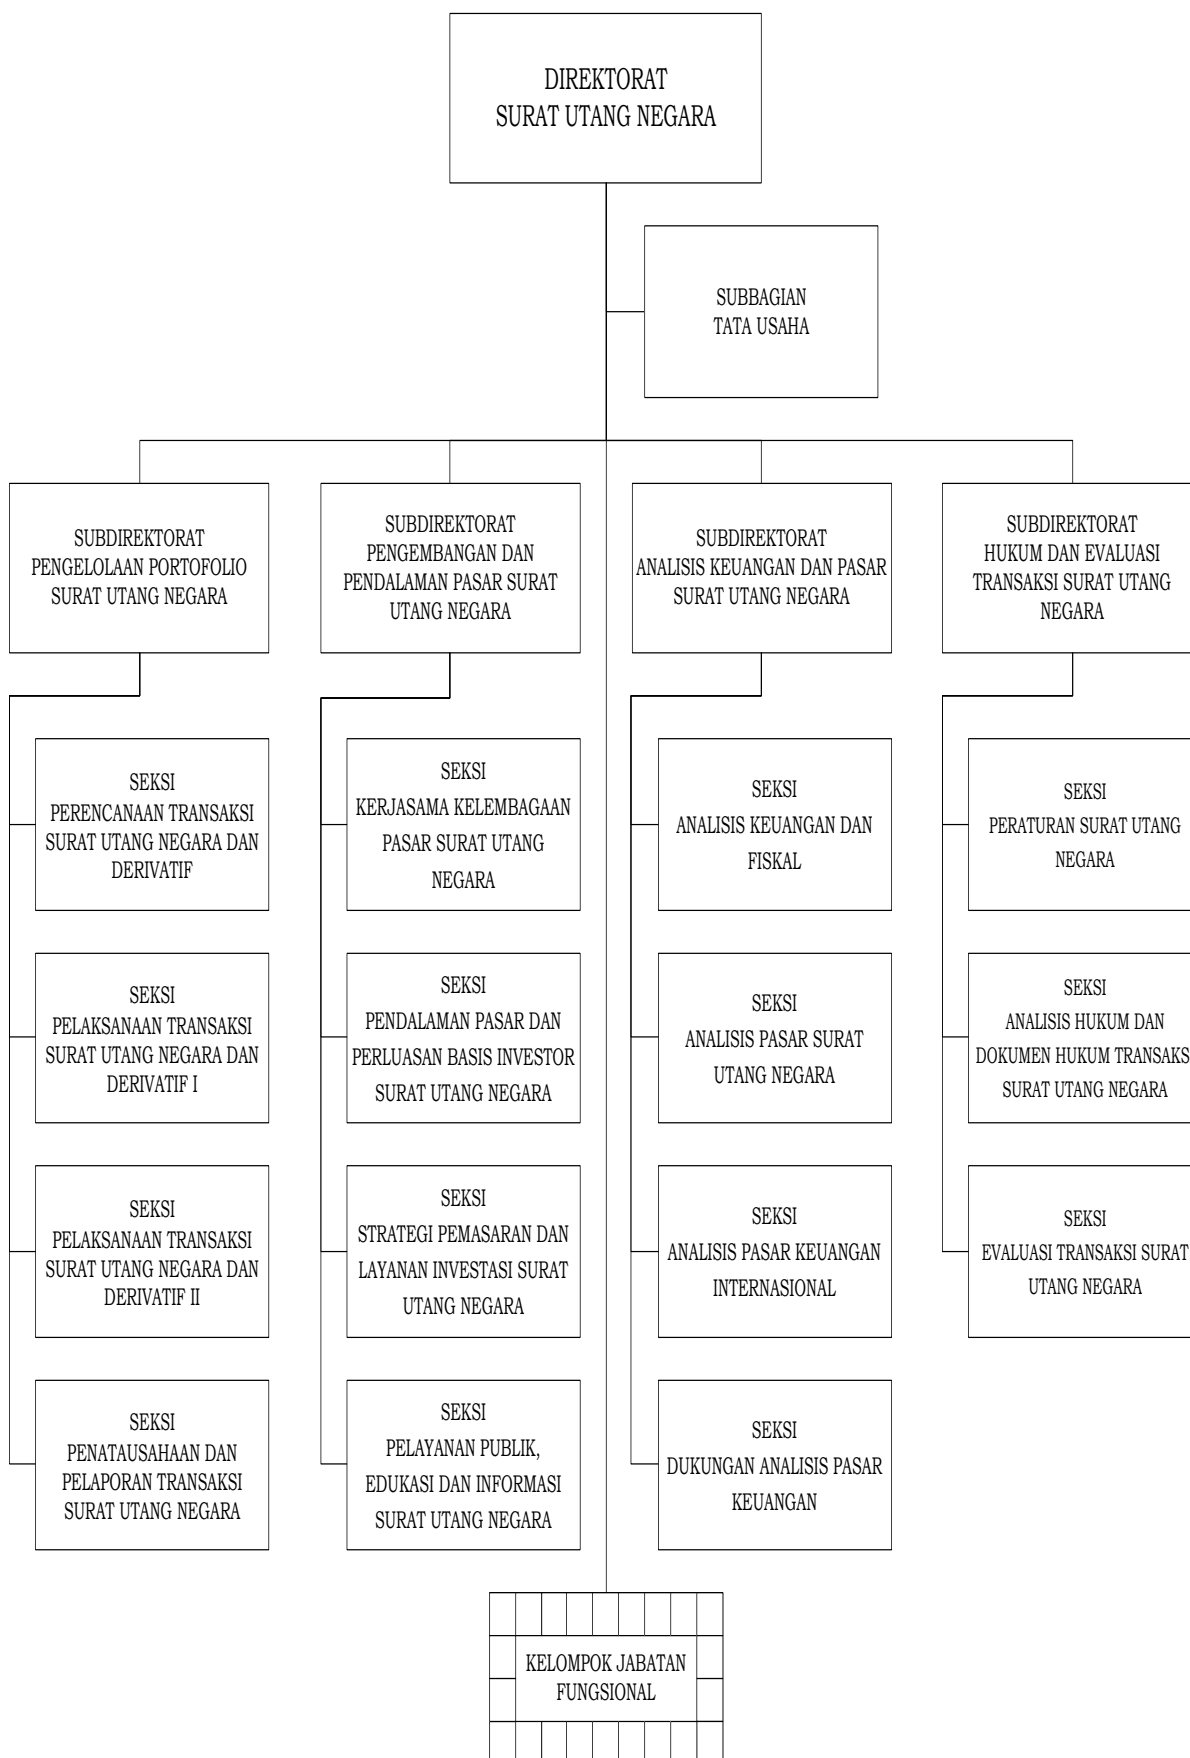 DIREKTORAT
SURAT UTANG NEGARA
SUBBAGIAN
TATA USAHA
SUBDIREKTORAT
PENGELOLAAN PORTOFOLIO
SURAT UTANG NEGARA
SUBDIREKTORAT
PENGEMBANGAN DAN
PENDALAMAN PASAR SURAT
UTANG NEGARA
SUBDIREKTORAT
ANALISIS KEUANGAN DAN PASAR
SURAT UTANG NEGARA
SUBDIREKTORAT
HUKUM DAN EVALUASI
TRANSAKSI SURAT UTANG
NEGARA
SEKSI
PERENCANAAN TRANSAKSI
SURAT UTANG NEGARA DAN
DERIVATIF
SEKSI
KERJASAMA KELEMBAGAAN
PASAR SURAT UTANG
NEGARA
SEKSI
ANALISIS KEUANGAN DAN
FISKAL
SEKSI
PERATURAN SURAT UTANG
NEGARA
SEKSI
PELAKSANAAN TRANSAKSI
SURAT UTANG NEGARA DAN
DERIVATIF I
SEKSI
PENDALAMAN PASAR DAN
PERLUASAN BASIS INVESTOR
SURAT UTANG NEGARA
SEKSI
ANALISIS PASAR SURAT
UTANG NEGARA
SEKSI
ANALISIS HUKUM DAN
DOKUMEN HUKUM TRANSAKS
SURAT UTANG NEGARA
SEKSI
PELAKSANAAN TRANSAKSI
SURAT UTANG NEGARA DAN
DERIVATIF II
SEKSI
STRATEGI PEMASARAN DAN
LAYANAN INVESTASI SURAT
UTANG NEGARA
SEKSI
ANALISIS PASAR KEUANGAN
INTERNASIONAL
SEKSI
EVALUASI TRANSAKSI SURAT
UTANG NEGARA
SEKSI
PENATAUSAHAAN DAN
PELAPORAN TRANSAKSI
SURAT UTANG NEGARA
SEKSI
PELAYANAN PUBLIK,
EDUKASI DAN INFORMASI
SURAT UTANG NEGARA
SEKSI
DUKUNGAN ANALISIS PASAR
KEUANGAN
KELOMPOK JABATAN
FUNGSIONAL